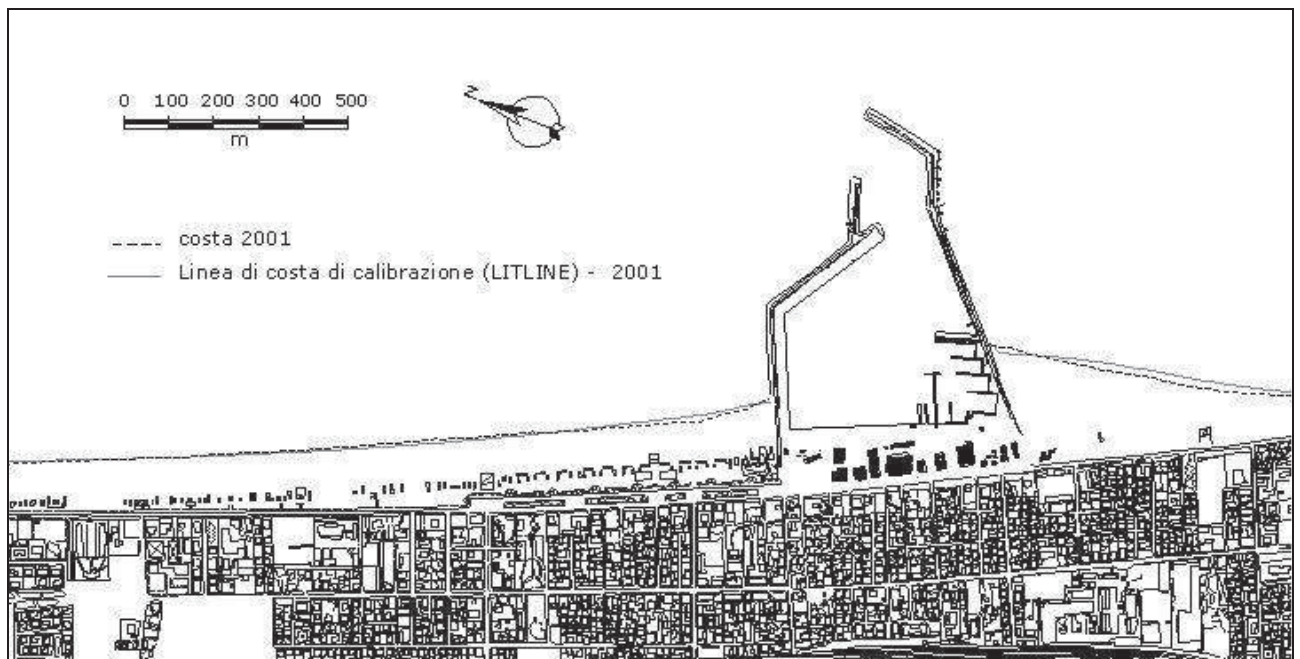 0 100 200 300 400 500
m
N
costa 2001
Linea di costa di calibrazione (LITLINE) - 2001